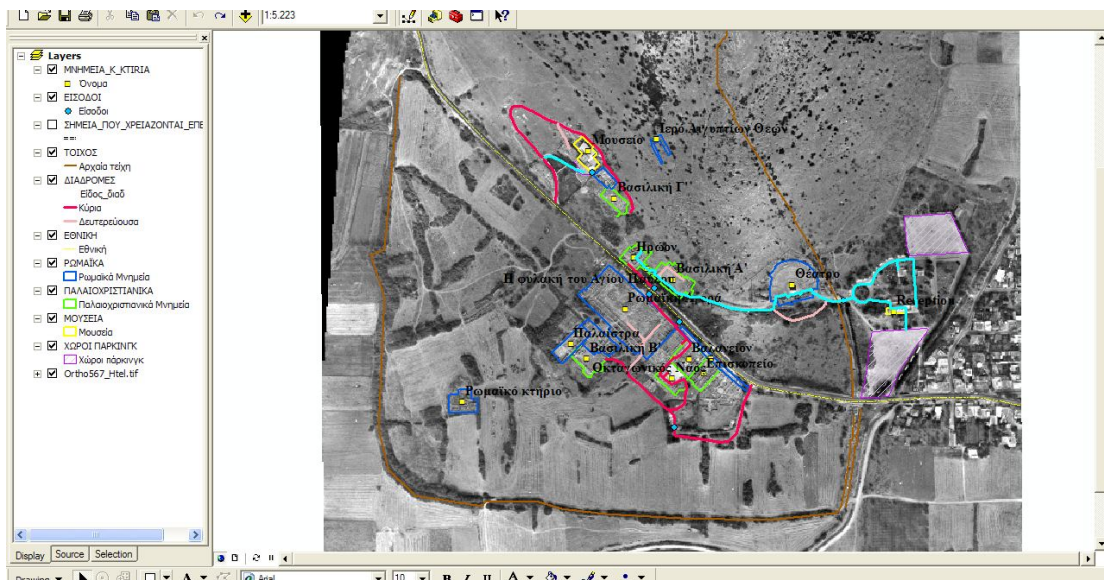 1:5.223
Layers
ΜΝΗΜΕΙΑ_Κ_ΚΤΙRΙΑ
Όνομα
ΕΙΣΟΔΟΙ
Είσοδοι
ΣΗΜΕΙΑ_ΠΟΥ_ΧΡΕΙΑΖΟΝΤΑΙ_ΕΠΕ
ΤΟΙΧΟΣ
Αρχαία τείχη
ΔΙΑΔΡΟΜΕΣ
Είδος_διαδ
Κύρια
Δευτερεύουσα
ΕΘΝΙΚΗ
Εθνική
ΡΩΜΑΪΚΑ
Ρωμαϊκά Μνημεία
ΠΑΛΑΙΟΧΡΙΣΤΙΑΝΙΚΑ
Παλαιοχριστιανικά Μνημεία
ΜΟΥΣΕΙΑ
Μουσεία
ΧΩΡΟΙ ΠΑΡΚΙΝΓΚ
Χώροι πάρκινγκ
Ortho567_Htel.tif
Display Source Selection
Ιερό Αιγυπτίων Θεών
Μουσείο
Βασιλική Γ'
Ηρώον
Βασιλική Α'
Η φυλακή του Αγίου Παύλου
Θέατρο
Reception
Ρωμαϊκή αγορά
Παλαίστρα
Βασιλική Β'
Βαλανείον
Επισκοπείο
Οκταγωνικός Ναός
Ρωμαϊκό κτήριο
Drawing
Arial
10
B I U A